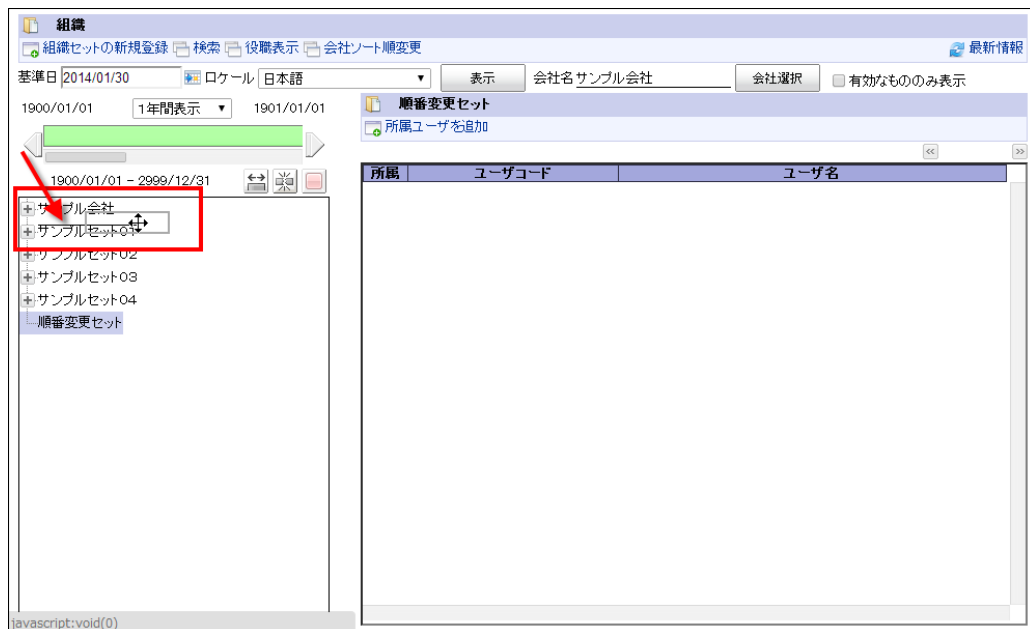 組織
組織セットの新規登録 検索 役職表示 会社ソート順変更 最新情報
基準日 2014/01/30 ロケール 日本語 表示 会社名 サンプル会社 会社選択 有効なもののみ表示
1900/01/01 1年間表示 1901/01/01
順番変更セット
所属ユーザを追加
<< >>
1900/01/01 - 2999/12/31
所属 ユーザコード ユーザ名
サンプル会社
サンプルセット01
サンプルセット02
サンプルセット03
サンプルセット04
順番変更セット
javascript:void(0)